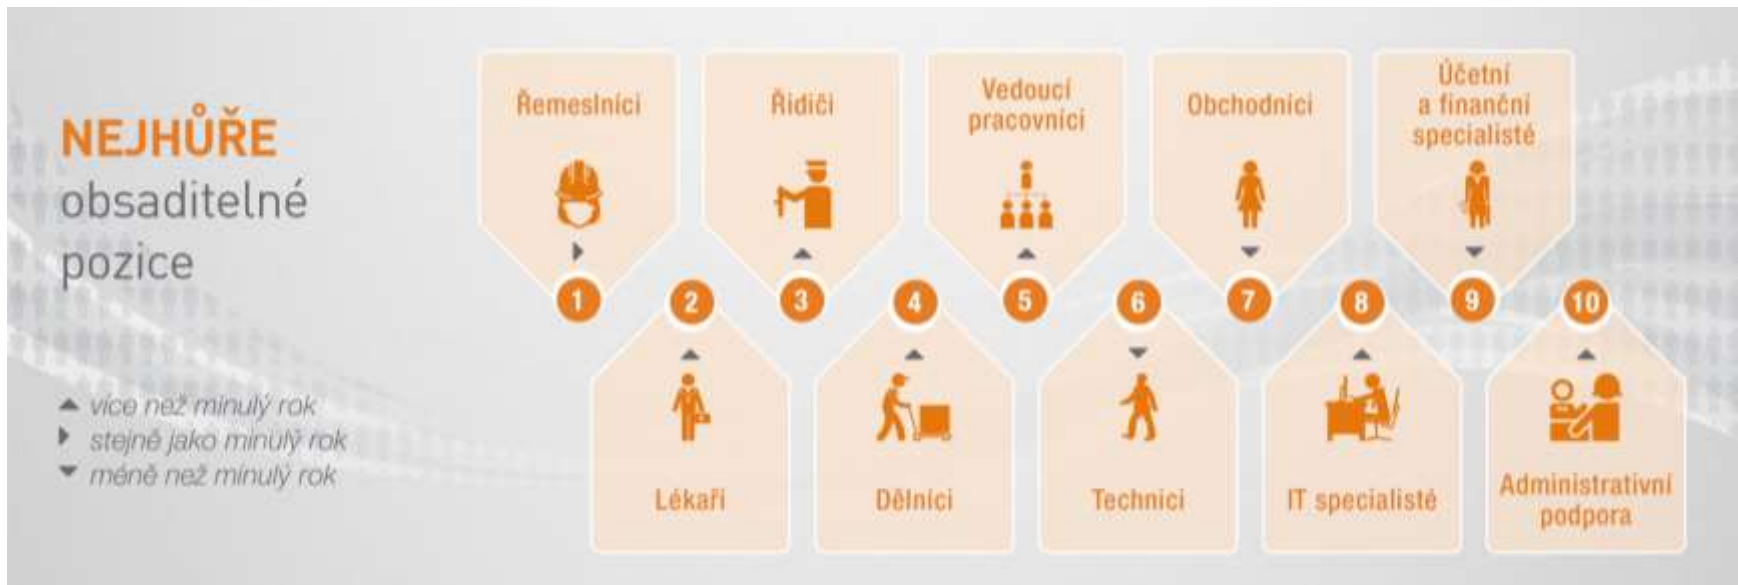 NEJHŮŘE
obsaditelné
pozice
více než minulý rok
stejně jako minulý rok
méně než minulý rok
Řemeslníci
1
2
Lékaři
Řidiči
3
4
Dělníci
Vedoucí
pracovníci
5
6
Technici
Obchodníci
7
8
IT specialisté
Účetní
a finanční
specialisté
9
10
Administrativní
podpora